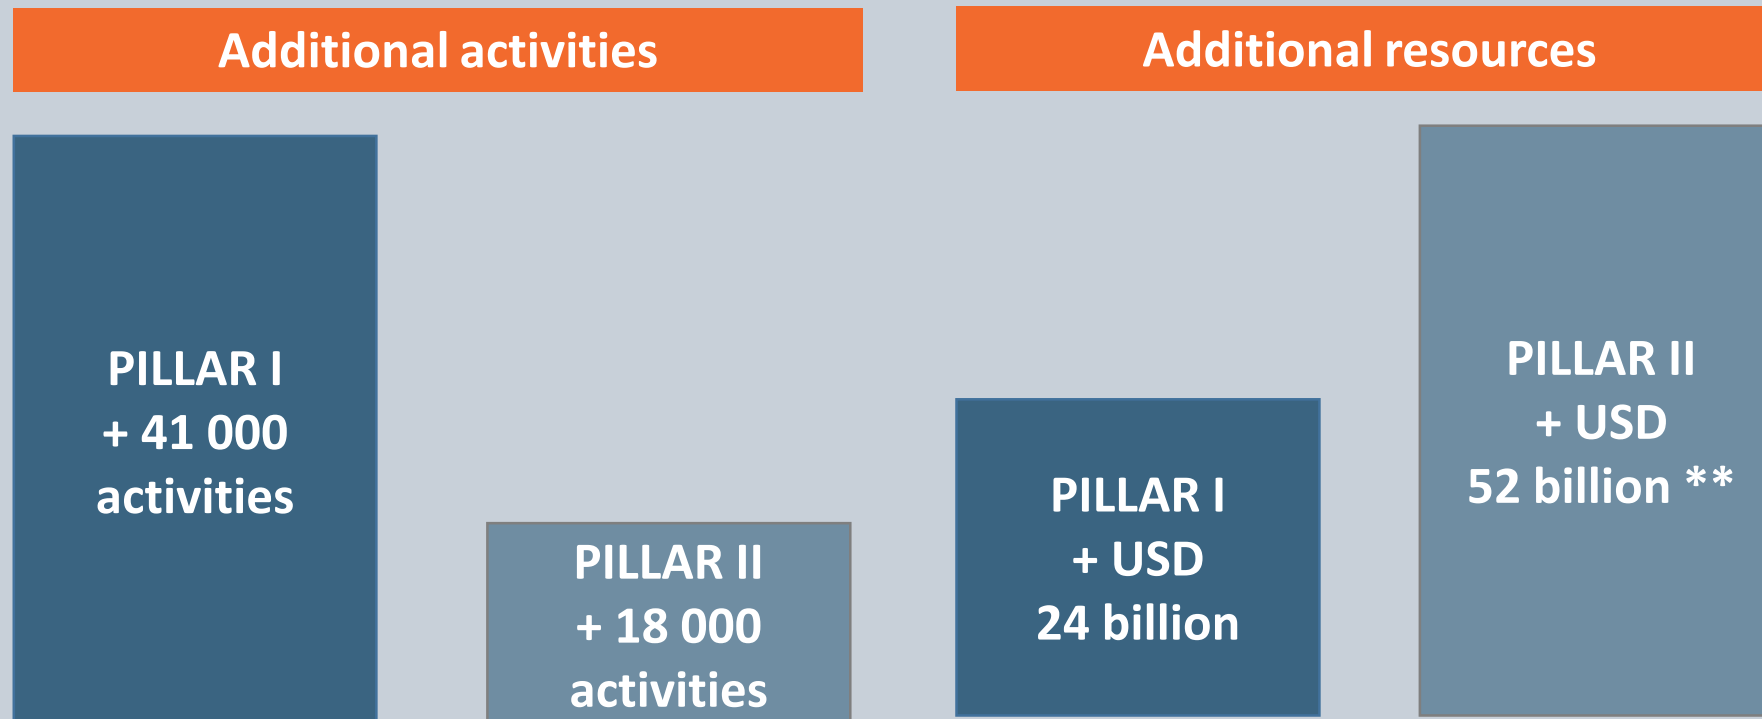 Additional activities
PILLAR I
+ 41 000
activities
PILLAR II
+ 18 000
activities
Additional resources
PILLAR I
+ USD
24 billion
PILLAR II
+ USD
52 billion **